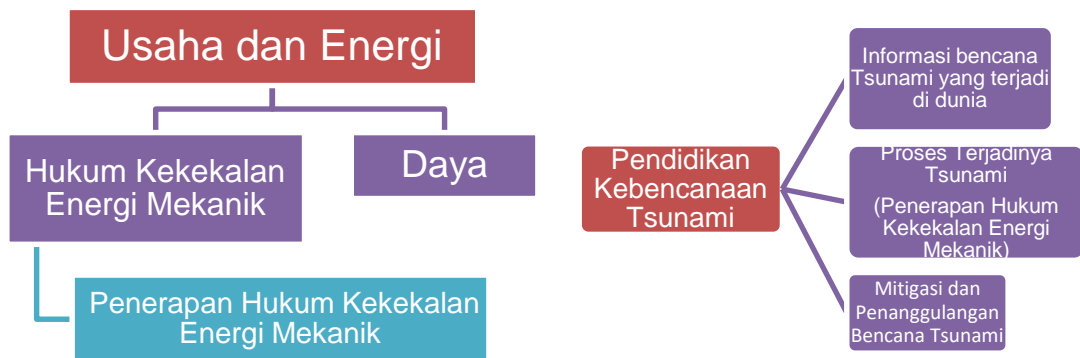 Usaha dan Energi
Hukum Kekekalan
Energi Mekanik
Daya
Penerapan Hukum Kekekalan
Energi Mekanik
Pendidikan
Kebencanaan
Tsunami
Informasi bencana
Tsunami yang terjadi
di dunia
Proses Terjadinya
Tsunami
(Penerapan Hukum
Kekekalan Energi
Mekanik)
Mitigasi dan
Penanggulangan
Bencana Tsunami